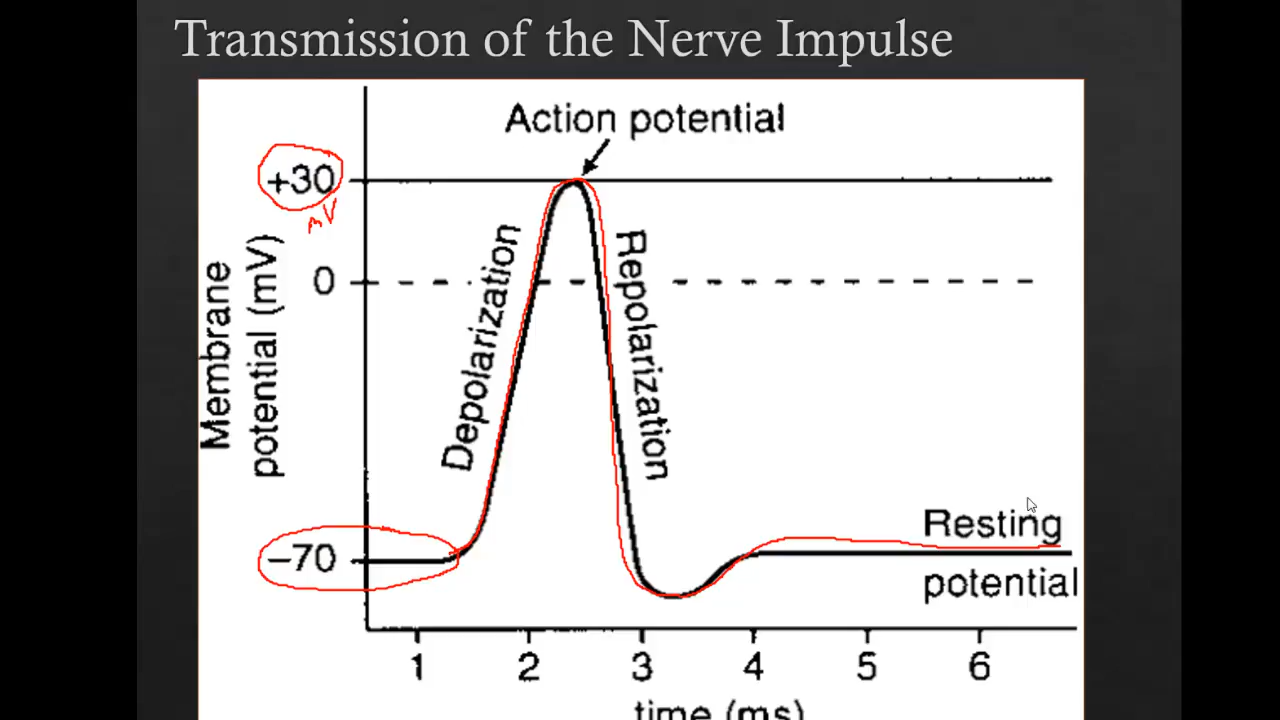 Transmission of the Nerve Impulse
Action potential
+30
mV
0
-70
Membrane
potential (mV)
Depolarization
Repolarization
Resting
potential
1 2 3 4 5 6
time (ms)